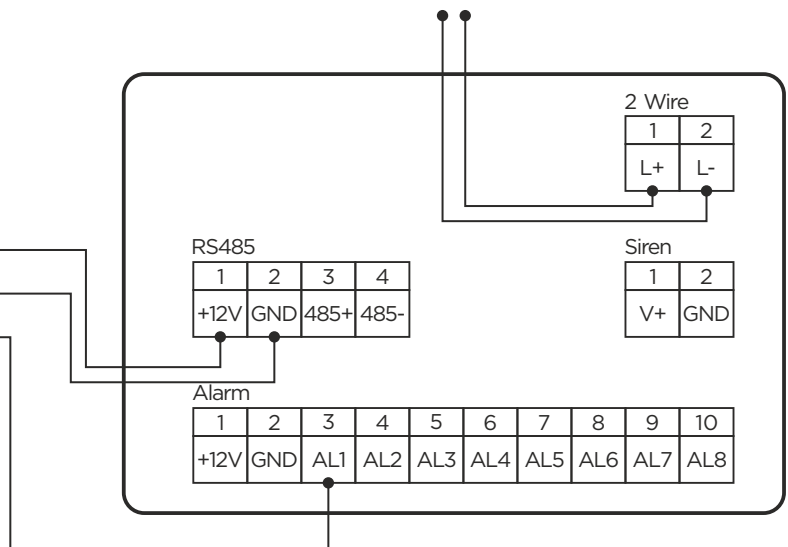 2 Wire
1 2
L+ L-
RS485
1 2 3 4
+12V GND 485+ 485-
Siren
1 2
V+ GND
Alarm
1 2 3 4 5 6 7 8 9 10
+12V GND AL1 AL2 AL3 AL4 AL5 AL6 AL7 AL8